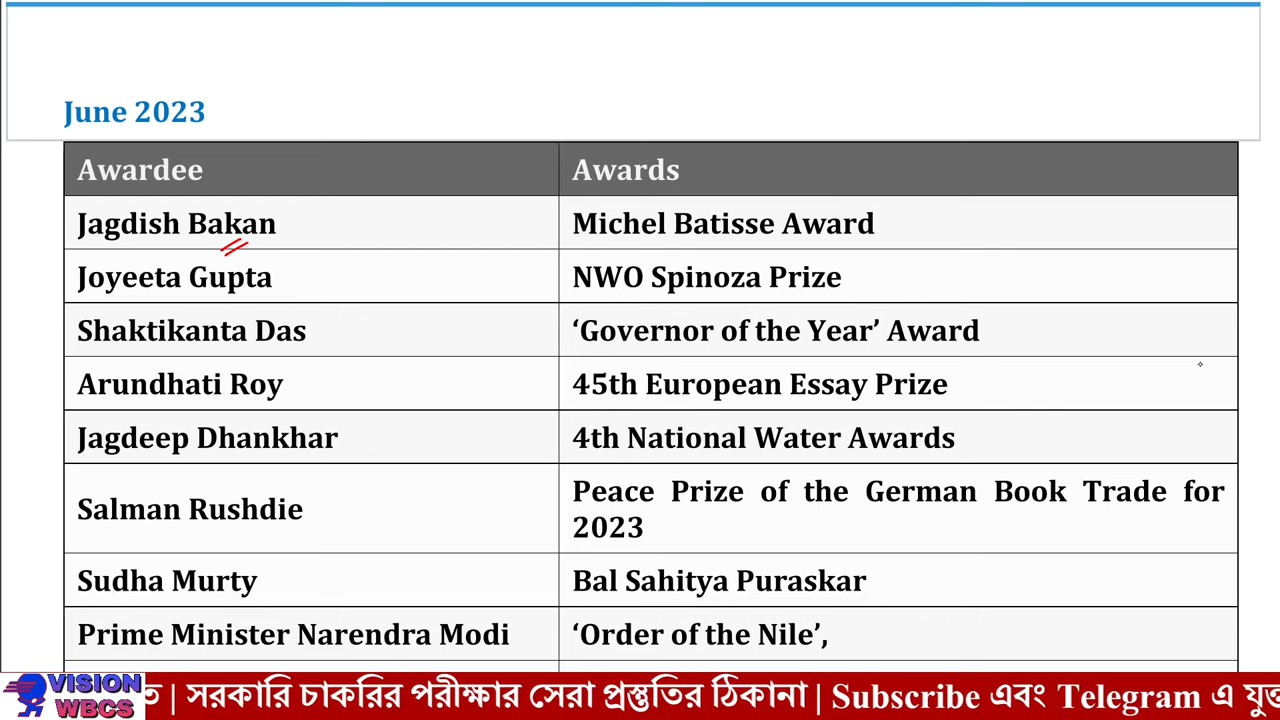 June 2023
Awardee Awards
Jagdish Bakan Michel Batisse Award
Joyeeta Gupta NWO Spinoza Prize
Shaktikanta Das ‘Governor of the Year’ Award
Arundhati Roy 45th European Essay Prize
Jagdeep Dhankhar 4th National Water Awards
Salman Rushdie Peace Prize of the German Book Trade for
2023
Sudha Murty Bal Sahitya Puraskar
Prime Minister Narendra Modi ‘Order of the Nile’,
VISION
WBCS
| সরকারি চাকরির পরীক্ষার সেরা প্রস্তুতির ঠিকানা | Subscribe এবং Telegram এ